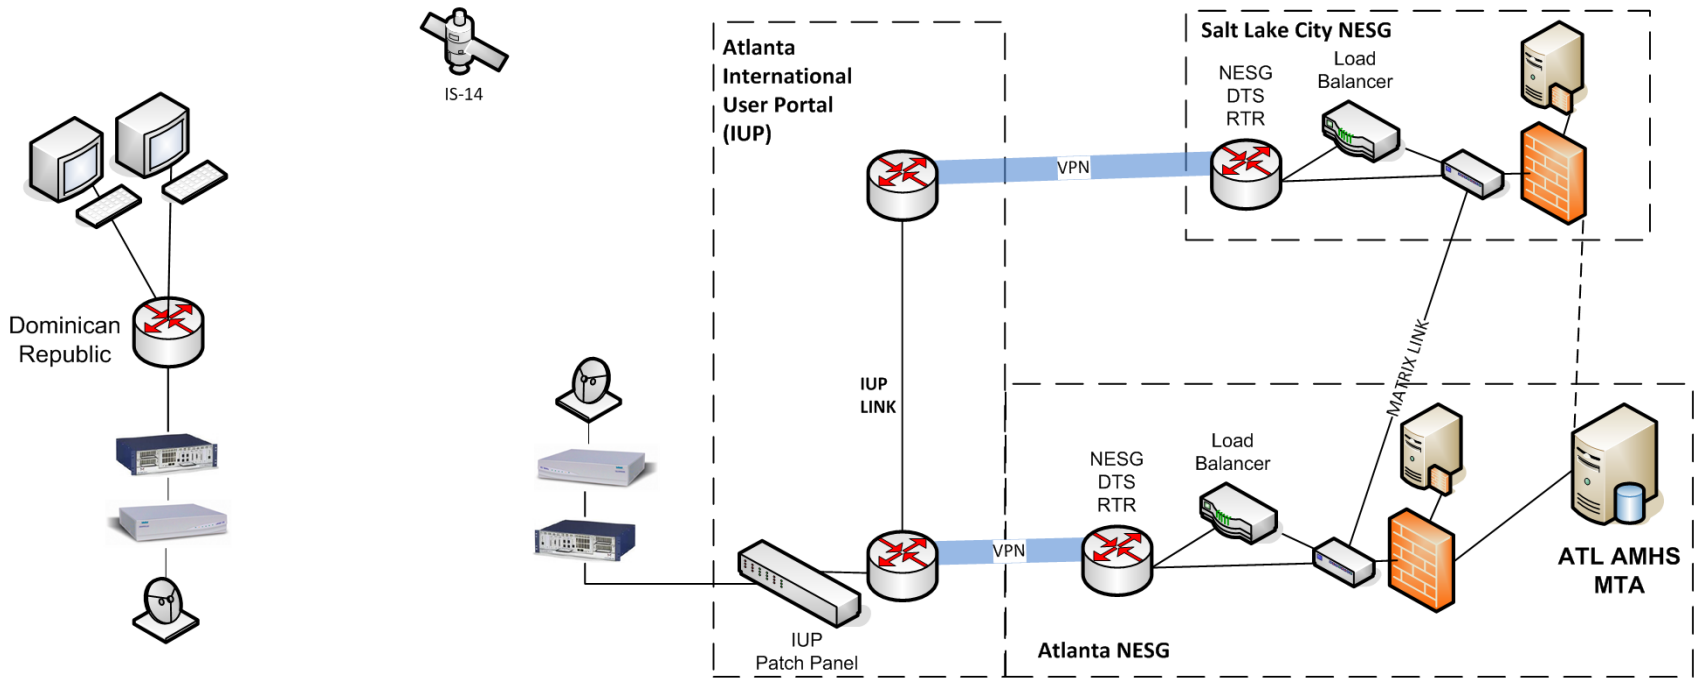 IS-14
Atlanta
International
User Portal
(IUP)
Salt Lake City NESG
NESG
DTS
RTR
Load
Balancer
VPN
Dominican
Republic
IUP
LINK
MATRIX LINK
NESG
DTS
RTR
Load
Balancer
VPN
ATL AMHS
MTA
IUP
Patch Panel
Atlanta NESG